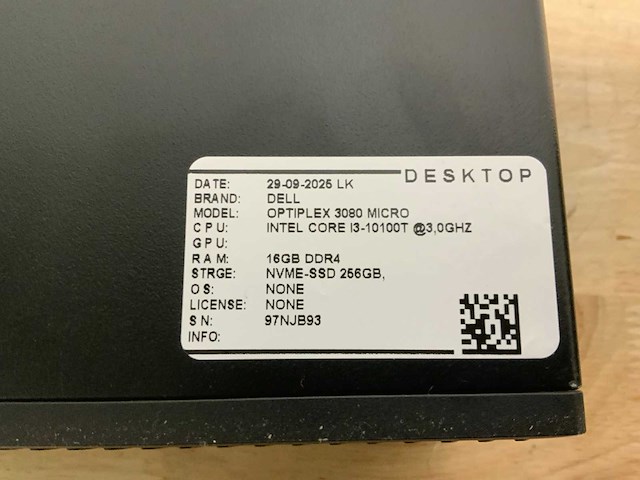 DESKTOP
DATE: 29-09-2025 LK
BRAND: DELL
MODEL: OPTIPLEX 3080 MICRO
CPU: INTEL CORE I3-10100T @3,0GHZ
GPU:
RAM: 16GB DDR4
STRGE: NVME-SSD 256GB,
OS: NONE
LICENSE: NONE
SN: 97NJB93
INFO: